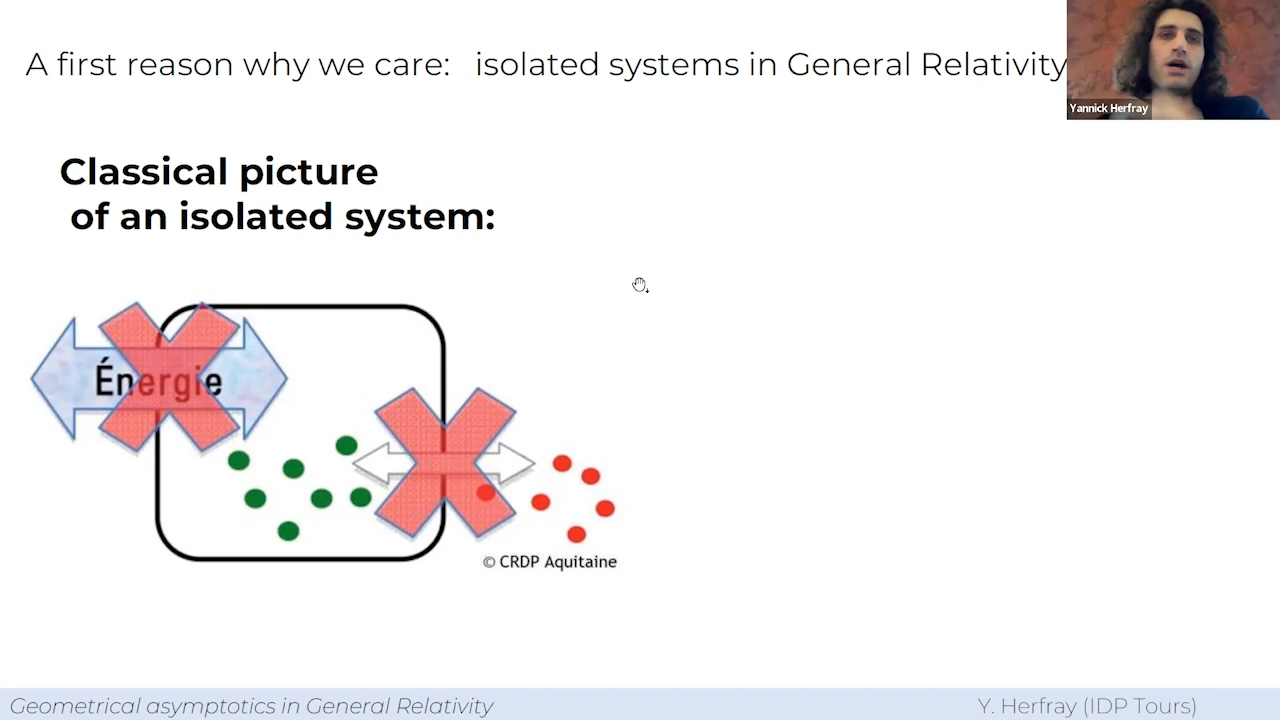 A first reason why we care: isolated systems in General Relativity
Yannick Herfray
Classical picture
of an isolated system:
Énergie
© CRDP Aquitaine
Geometrical asymptotics in General Relativity
Y. Herfray (IDP Tours)